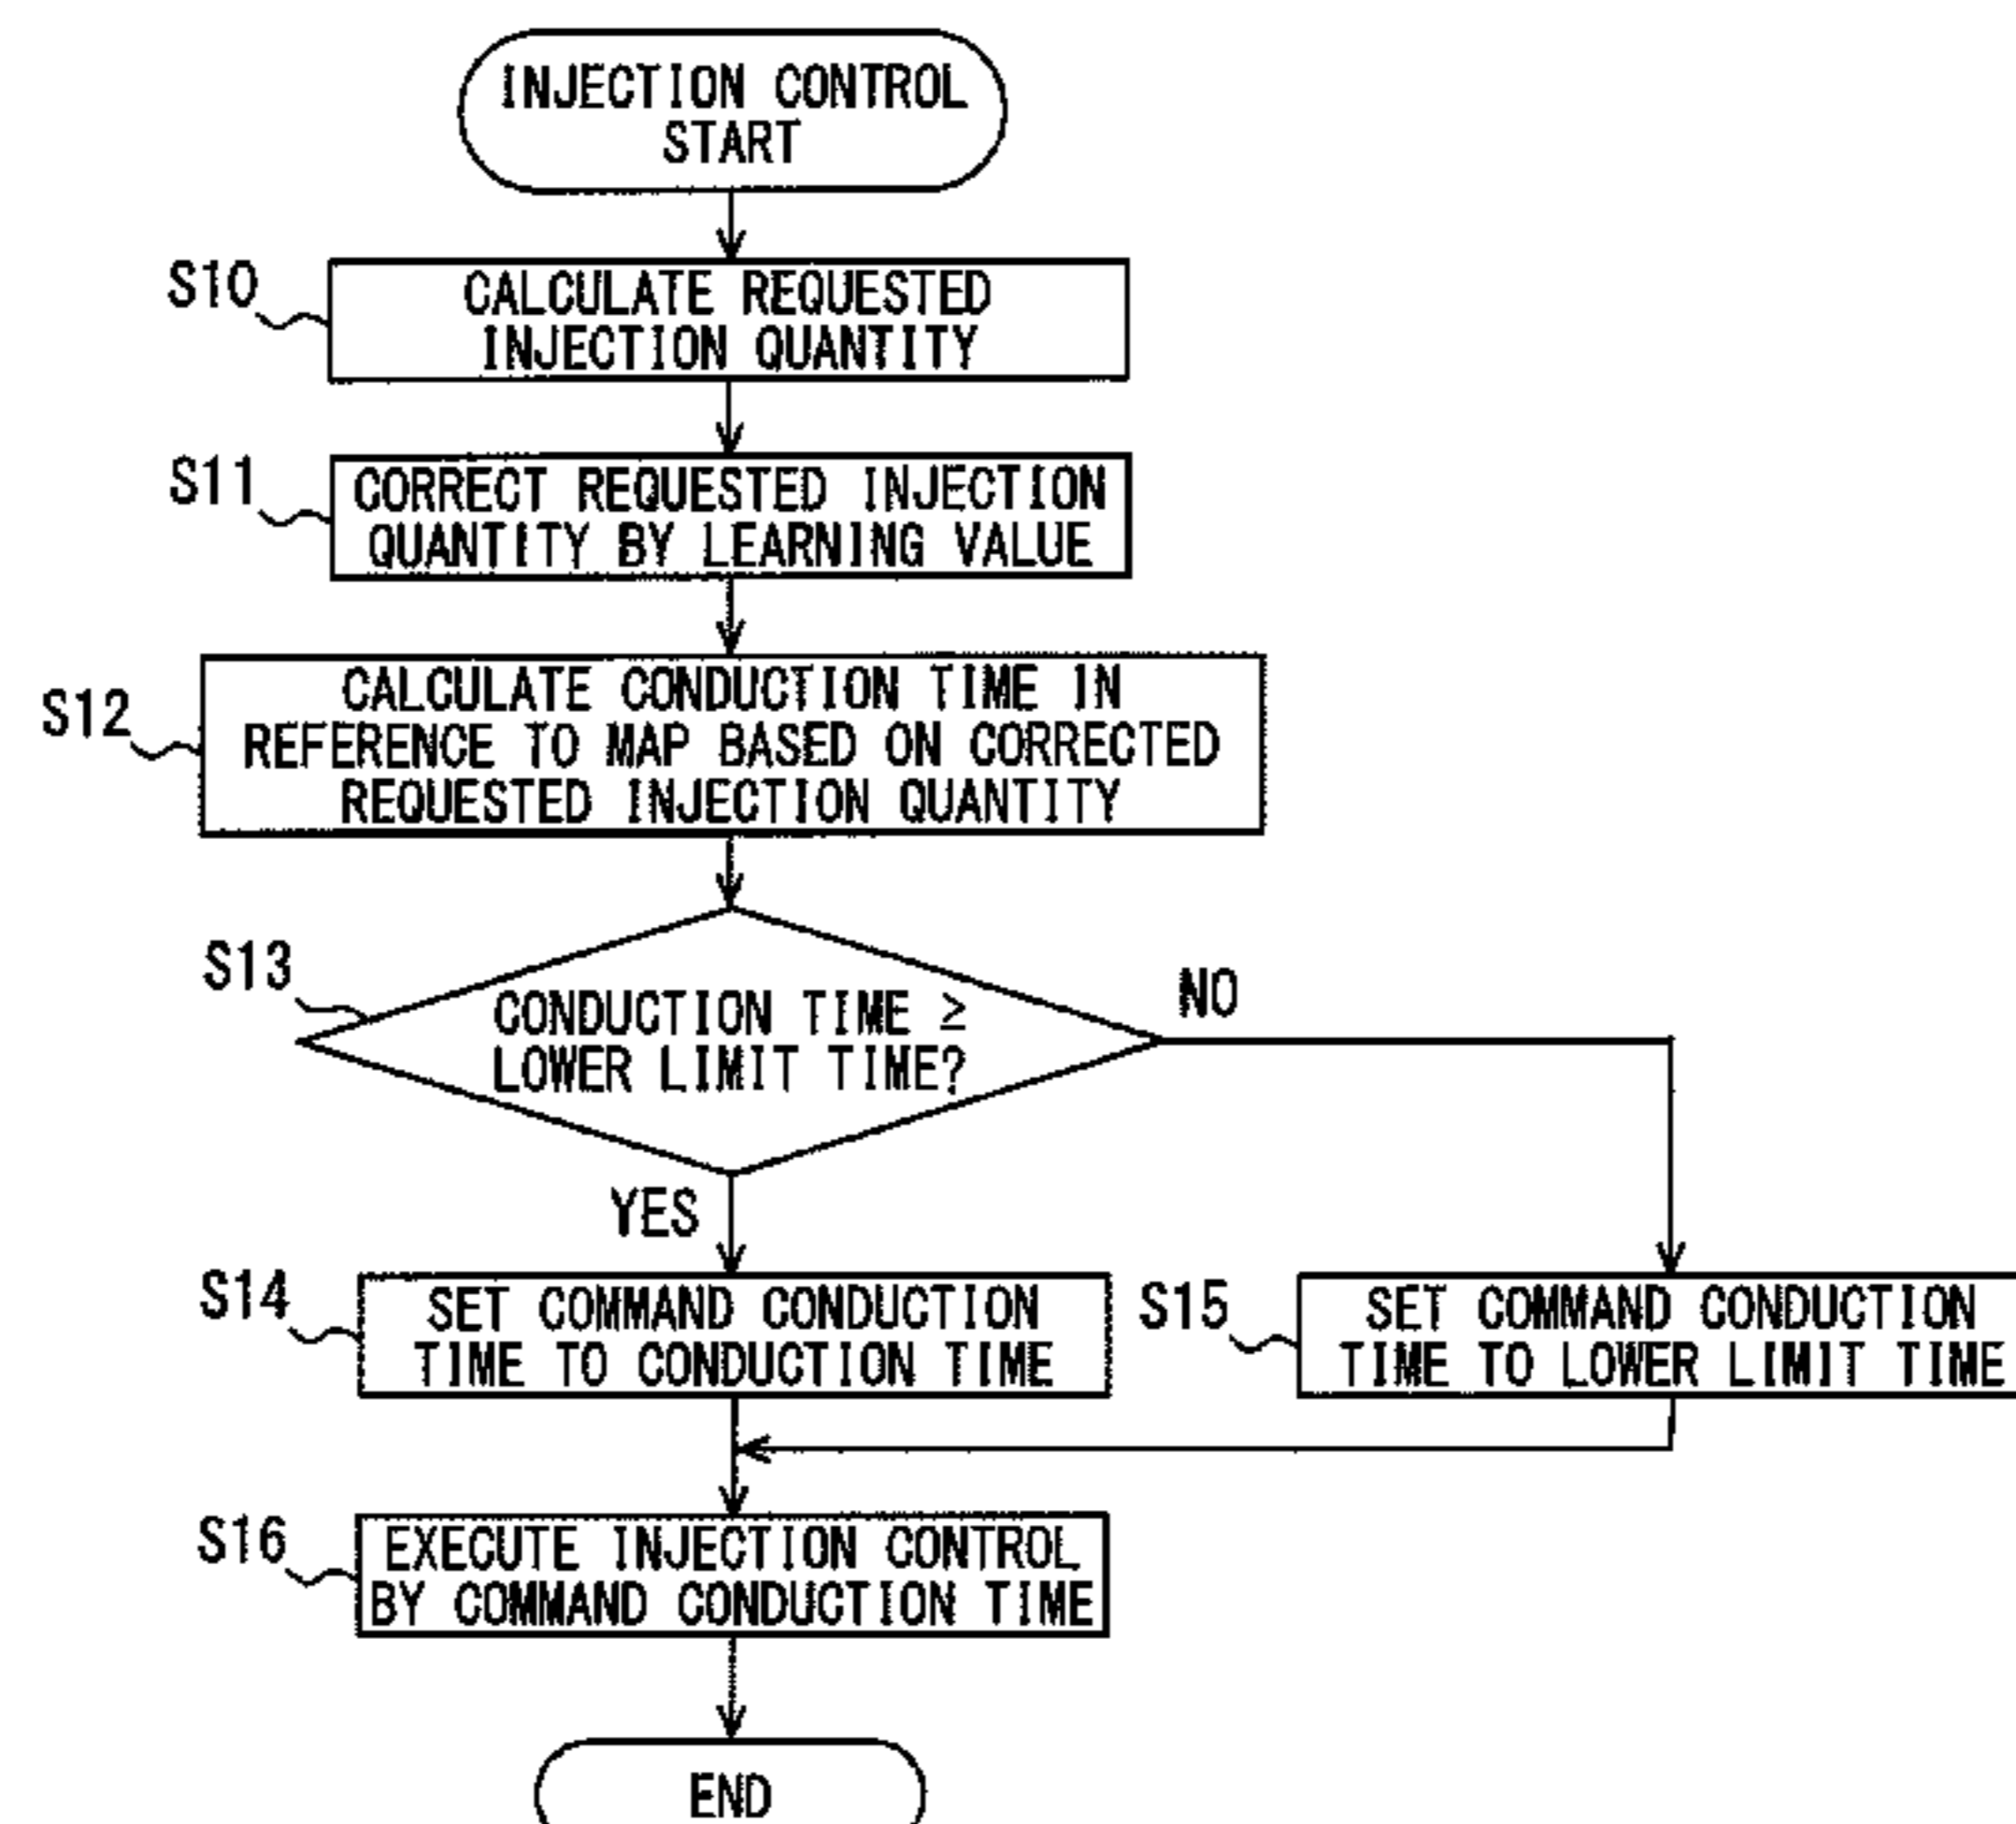 INJECTION CONTROL
START
S10
CALCULATE REQUESTED
INJECTION QUANTITY
S11
CORRECT REQUESTED INJECTION
QUANTITY BY LEARNING VALUE
S12
CALCULATE CONDUCTION TIME IN
REFERENCE TO MAP BASED ON CORRECTED
REQUESTED INJECTION QUANTITY
S13
CONDUCTION TIME ≥
LOWER LIMIT TIME?
NO
YES
S14
SET COMMAND CONDUCTION
TIME TO CONDUCTION TIME
S15
SET COMMAND CONDUCTION
TIME TO LOWER LIMIT TIME
S16
EXECUTE INJECTION CONTROL
BY COMMAND CONDUCTION TIME
END